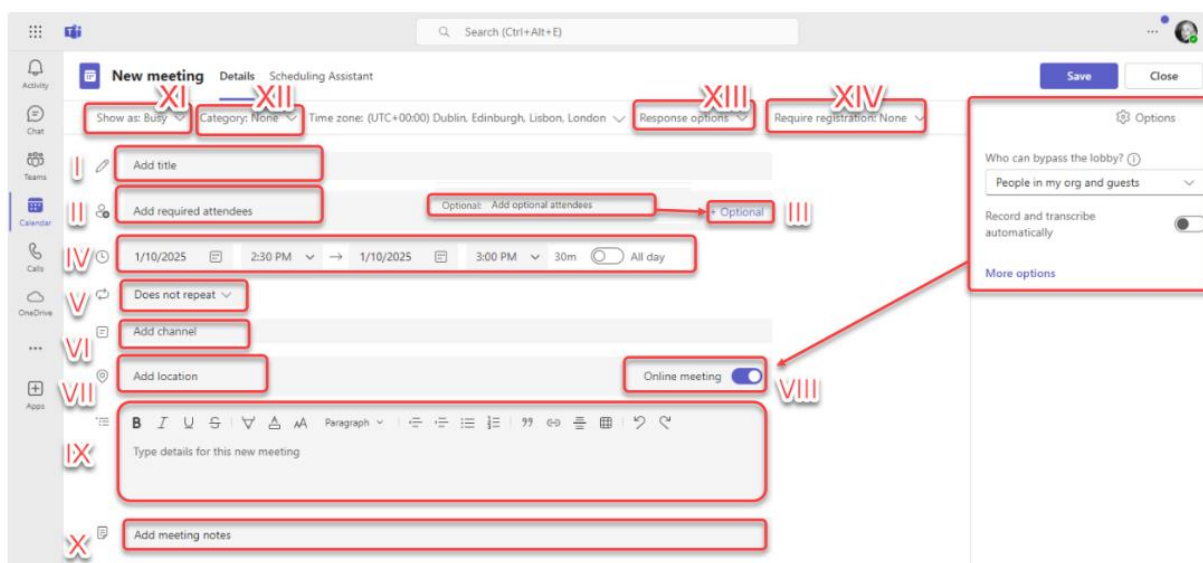 Search (Ctrl+Alt+E)
...
Activity
Chat
Teams
Calendar
Calls
OneDrive
...
Apps
New meeting Details Scheduling Assistant
Save Close
XI XII XIII XIV
Show as: Busy Category: None Time zone: (UTC+00:00) Dublin, Edinburgh, Lisbon, London Response options Require registration: None
I Add title
II Add required attendees Optional: Add optional attendees + Optional III
IV 1/10/2025 2:30 PM → 1/10/2025 3:00 PM 30m All day
V Does not repeat
VI Add channel
VII Add location Online meeting VIII
B I U S A AA Paragraph
IX Type details for this new meeting
X Add meeting notes
Options
Who can bypass the lobby?
People in my org and guests
Record and transcribe
automatically
More options